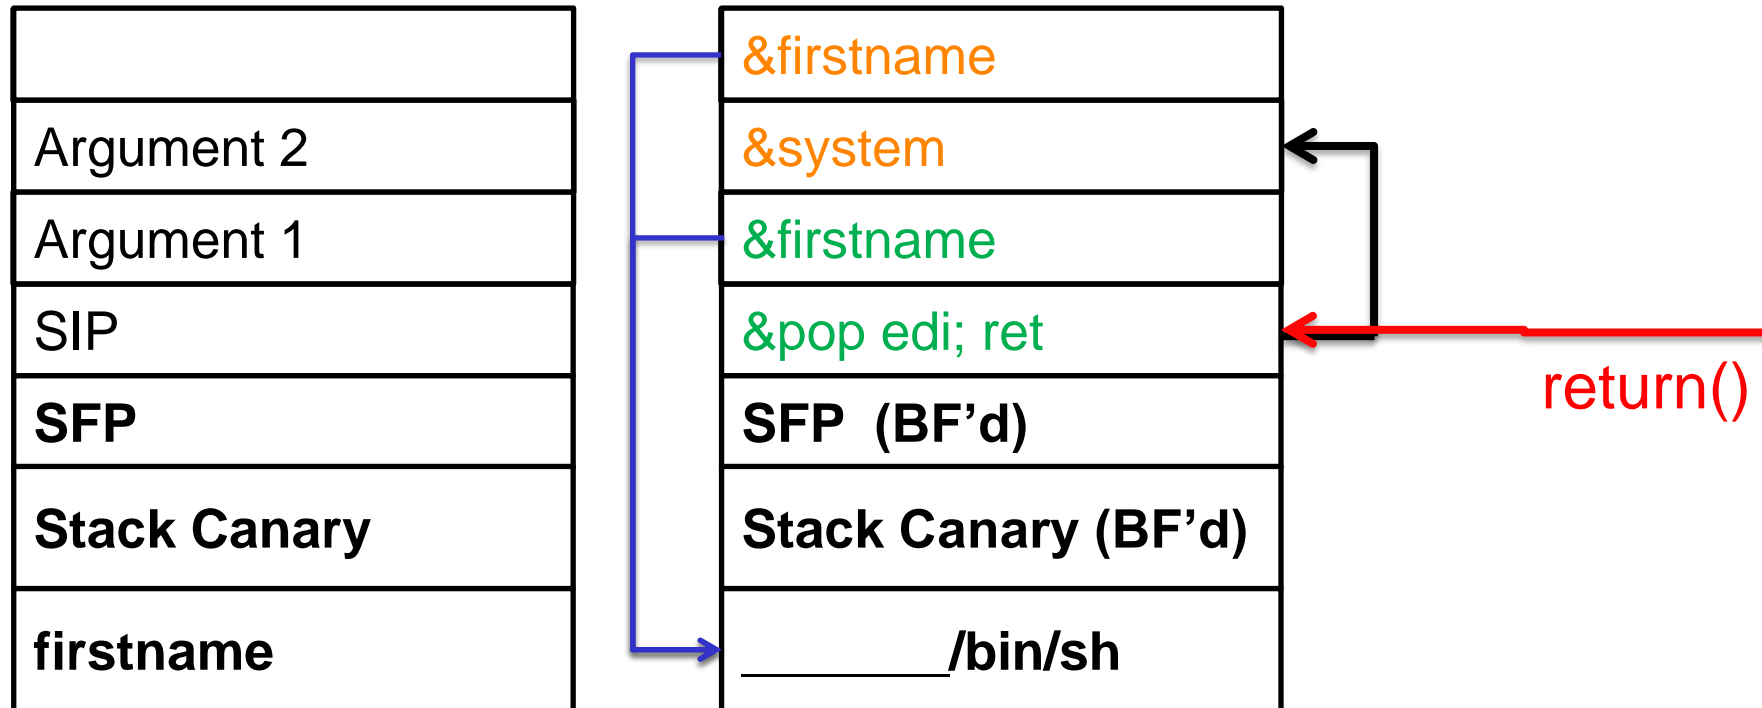 Argument 2
Argument 1
SIP
SFP
Stack Canary
firstname
&firstname
&system
&firstname
&pop edi; ret
SFP (BF’d)
Stack Canary (BF’d)
________/bin/sh
return()